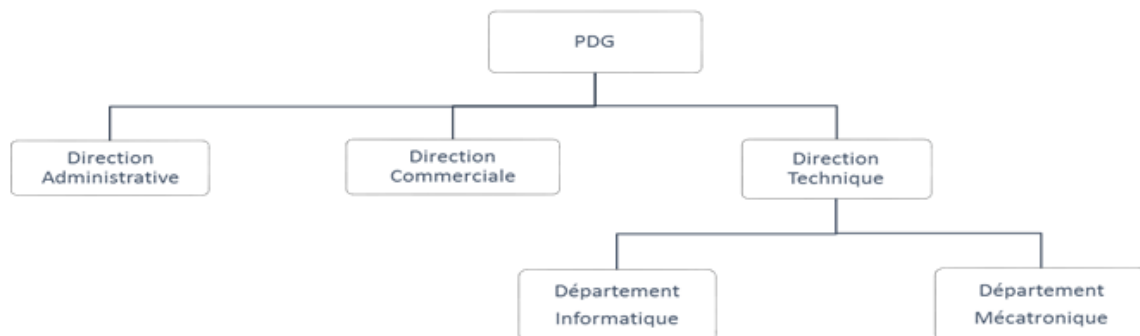 PDG
Direction
Administrative
Direction
Commerciale
Direction
Technique
Département
Informatique
Département
Mécatronique